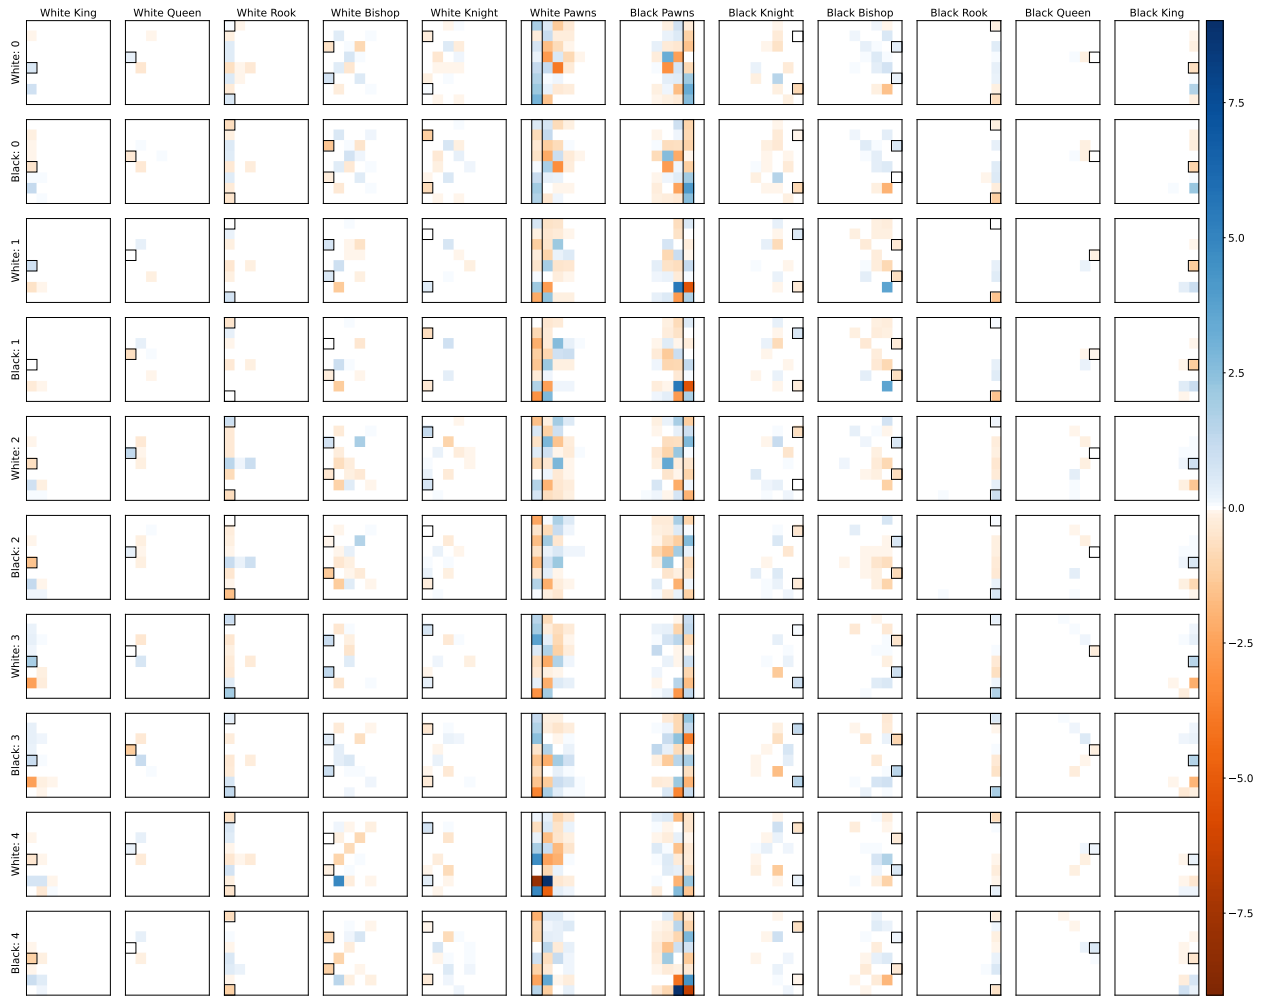 White King White Queen White Rook White Bishop White Knight White Pawns Black Pawns Black Knight Black Bishop Black Rook Black Queen Black King
White: 0
Black: 0
White: 1
Black: 1
White: 2
Black: 2
White: 3
Black: 3
White: 4
Black: 4
7.5
5.0
2.5
0.0
−2.5
−5.0
−7.5